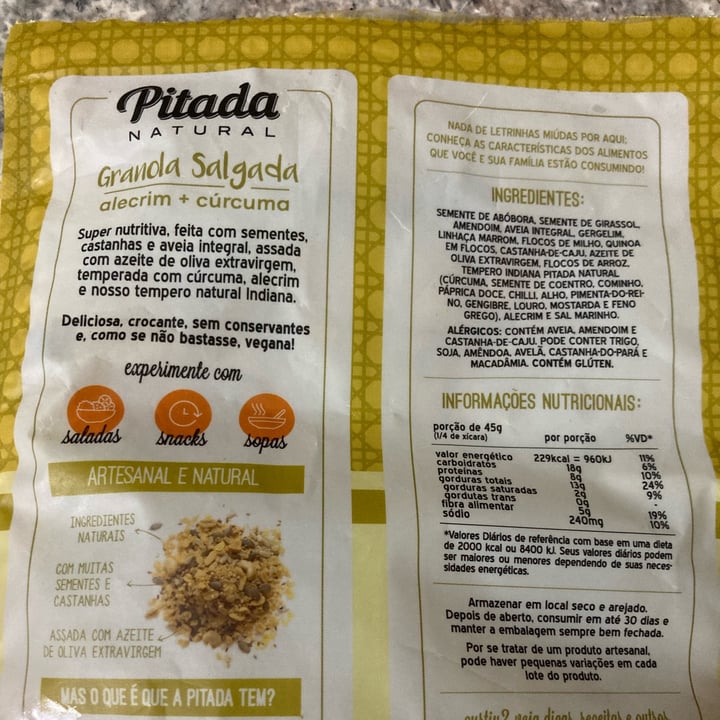 Pitada
NATURAL
Granola Salgada
alecrim + cúrcuma
Super nutritiva, feita com sementes,
castanhas e aveia integral, assada
com azeite de oliva extravirgem,
temperada com cúrcuma, alecrim
e nosso tempero natural Indiana.
Deliciosa, crocante, sem conservantes
e, como se não bastasse, vegana!
experimente com
saladas
snacks
sopas
ARTESANAL E NATURAL
INGREDIENTES
NATURAIS
COM MUITAS
SEMENTES E
CASTANHAS
ASSADA COM AZEITE
DE OLIVA EXTRAVIRGEM
MAS O QUE É QUE A PITADA TEM?
NADA DE LETRINHAS MIÚDAS POR AQUI:
CONHEÇA AS CARACTERÍSTICAS DOS ALIMENTOS
QUE VOCÊ E SUA FAMÍLIA ESTÃO CONSUMINDO!
INGREDIENTES:
SEMENTE DE ABÓBORA, SEMENTE DE GIRASSOL,
AMENDOIM, AVEIA INTEGRAL, GERGELIM,
LINHAÇA MARROM, FLOCOS DE MILHO, QUINOA
EM FLOCOS, CASTANHA-DE-CAJU, AZEITE DE
OLIVA EXTRAVIRGEM, FLOCOS DE ARROZ,
TEMPERO INDIANA PITADA NATURAL
(CÚRCUMA, SEMENTE DE COENTRO, COMINHO,
PÁPRICA DOCE, CHILLI, ALHO, PIMENTA-DO-REI-
NO, GENGIBRE, LOURO, MOSTARDA E FENO
GREGO), ALECRIM E SAL MARINHO.
ALÉRGICOS: CONTÉM AVEIA, AMENDOIM E
CASTANHA-DE-CAJU. PODE CONTER TRIGO,
SOJA, AMÊNDOA, AVELÃ, CASTANHA-DO-PARÁ E
MACADÂMIA. CONTÉM GLÚTEN.
INFORMAÇÕES NUTRICIONAIS:
porção de 45g
(1/4 de xícara) por porção %VD*
valor energético 229kcal = 960kJ 11%
carboidratos 18g 6%
proteínas 8g 10%
gorduras totais 13g 24%
gorduras saturadas 2g 9%
gordutas trans 0g -
fibra alimentar 5g 19%
sódio 240mg 10%
*Valores Diários de referência com base em uma dieta
de 2000 kcal ou 8400 kJ. Seus valores diários podem
ser maiores ou menores dependendo de suas neces-
sidades energéticas.
Armazenar em local seco e arejado.
Depois de aberto, consumir em até 30 dias e
manter a embalagem sempre bem fechada.
Por se tratar de um produto artesanal,
pode haver pequenas variações em cada
lote do produto.